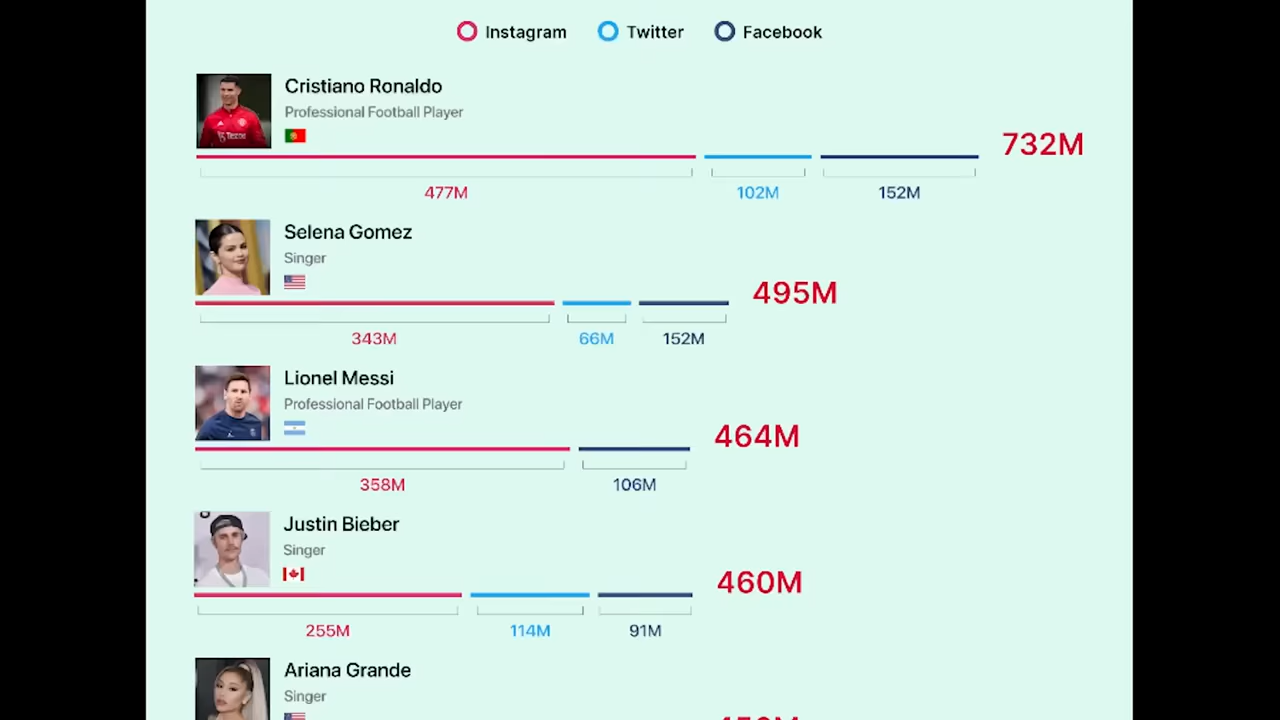 Instagram Twitter Facebook
Cristiano Ronaldo
Professional Football Player
732M
477M 102M 152M
Selena Gomez
Singer
495M
343M 66M 152M
Lionel Messi
Professional Football Player
464M
358M 106M
Justin Bieber
Singer
460M
255M 114M 91M
Ariana Grande
Singer